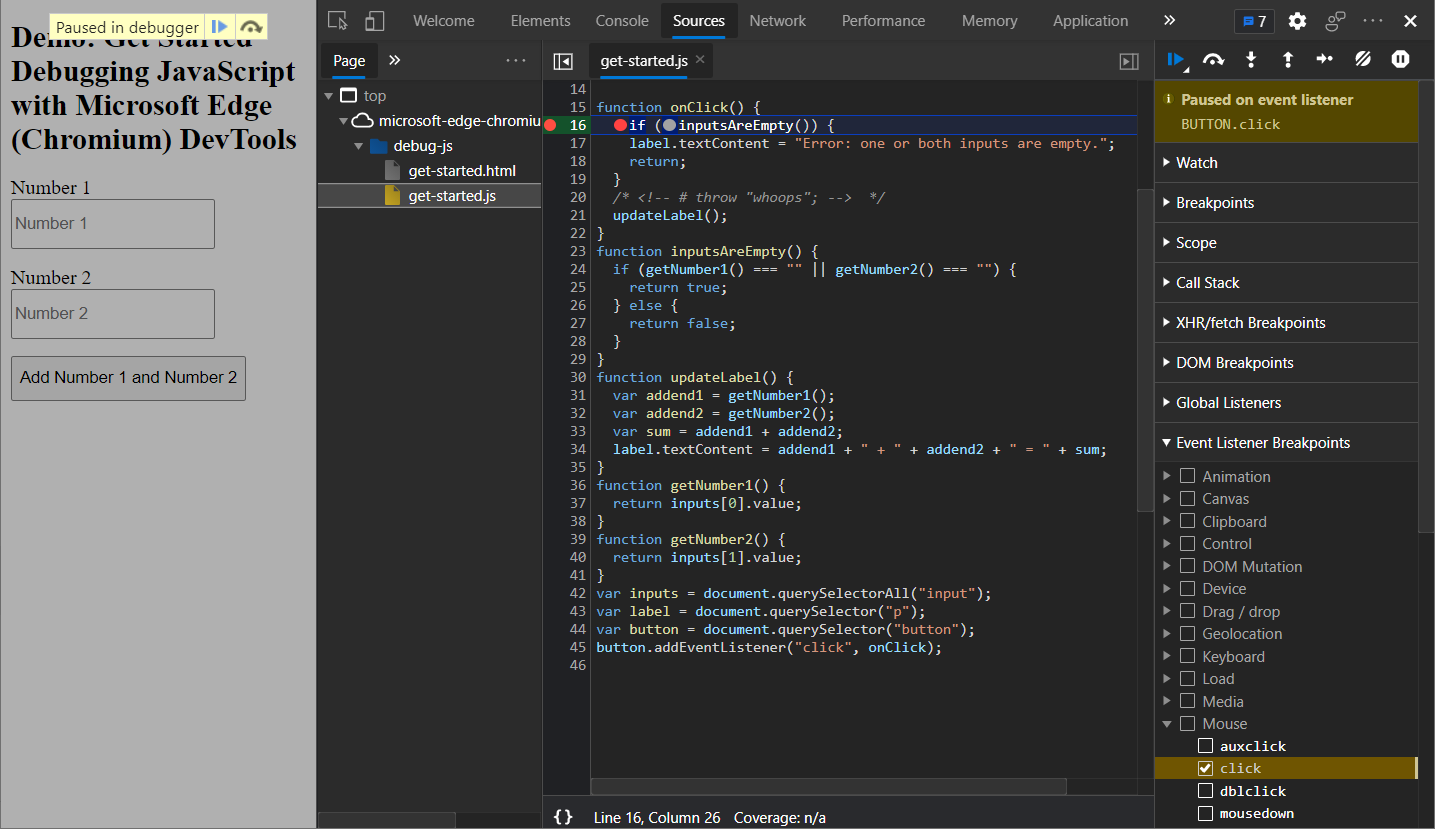 Paused in debugger
Demo: Get Started
Debugging JavaScript
with Microsoft Edge
(Chromium) DevTools
Number 1
Number 1
Number 2
Number 2
Add Number 1 and Number 2
Welcome Elements Console Sources Network Performance Memory Application » 7 ···
Page » ···
top
microsoft-edge-chromiu
debug-js
get-started.html
get-started.js
get-started.js ×
14
15 function onClick() {
16 if (inputsAreEmpty()) {
17 label.textContent = "Error: one or both inputs are empty.";
18 return;
19 }
20 /* <!-- # throw "whoops"; --> */
21 updateLabel();
22 }
23 function inputsAreEmpty() {
24 if (getNumber1() === "" || getNumber2() === "") {
25 return true;
26 } else {
27 return false;
28 }
29 }
30 function updateLabel() {
31 var addend1 = getNumber1();
32 var addend2 = getNumber2();
33 var sum = addend1 + addend2;
34 label.textContent = addend1 + " + " + addend2 + " = " + sum;
35 }
36 function getNumber1() {
37 return inputs[0].value;
38 }
39 function getNumber2() {
40 return inputs[1].value;
41 }
42 var inputs = document.querySelectorAll("input");
43 var label = document.querySelector("p");
44 var button = document.querySelector("button");
45 button.addEventListener("click", onClick);
46
{} Line 16, Column 26 Coverage: n/a
Paused on event listener
BUTTON.click
Watch
Breakpoints
Scope
Call Stack
XHR/fetch Breakpoints
DOM Breakpoints
Global Listeners
Event Listener Breakpoints
Animation
Canvas
Clipboard
Control
DOM Mutation
Device
Drag / drop
Geolocation
Keyboard
Load
Media
Mouse
auxclick
click
dblclick
mousedown